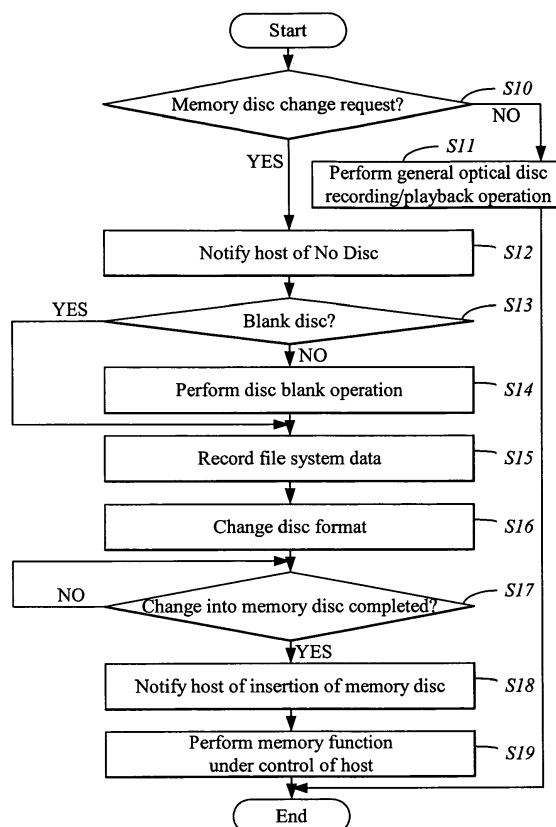 Start
S10
Memory disc change request?
NO
YES
S11
Perform general optical disc
recording/playback operation
Notify host of No Disc
S12
YES
S13
Blank disc?
NO
Perform disc blank operation
S14
Record file system data
S15
Change disc format
S16
NO
S17
Change into memory disc completed?
YES
Notify host of insertion of memory disc
S18
Perform memory function
under control of host
S19
End